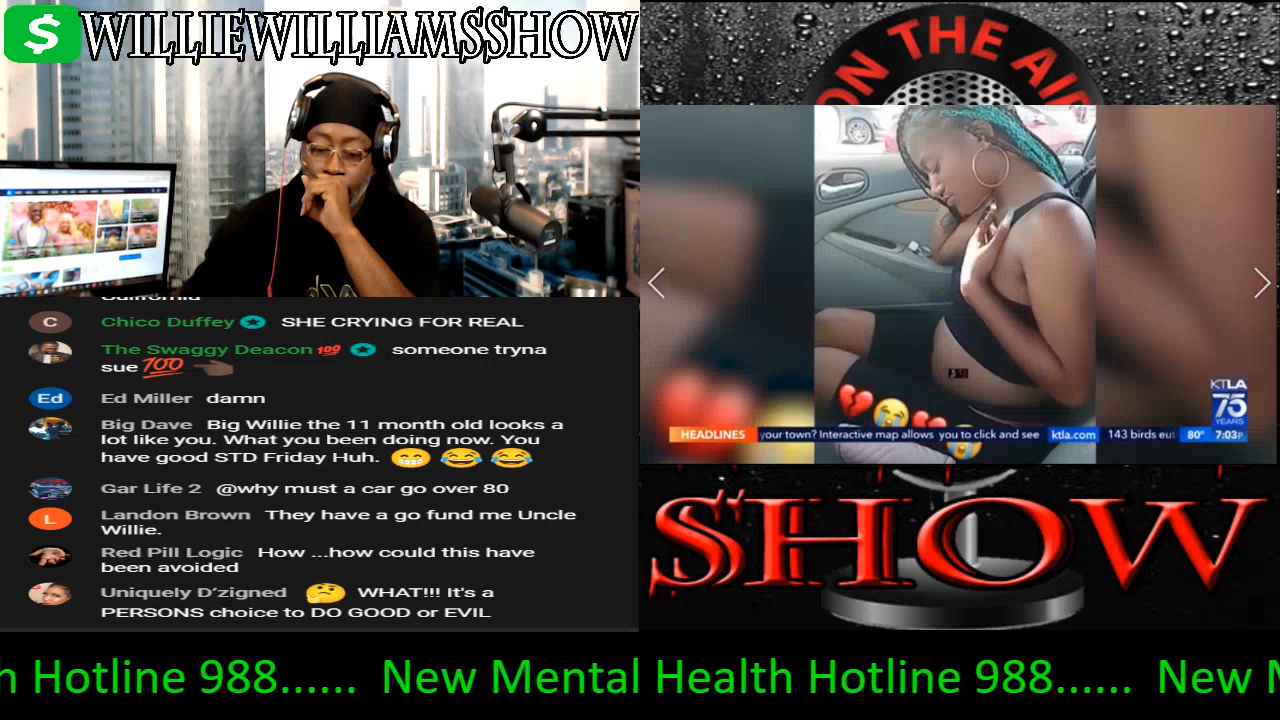 $ WILLIEWILLIAMSSHOW
ON THE AIR
California
C Chico Duffey SHE CRYING FOR REAL
The Swaggy Deacon 100 someone tryna
sue 100
Ed Ed Miller damn
Big Dave Big Willie the 11 month old looks a
lot like you. What you been doing now. You
have good STD Friday Huh.
Gar Life 2 @why must a car go over 80
L Landon Brown They have a go fund me Uncle
Willie.
Red Pill Logic How ...how could this have
been avoided
Uniquely D'zigned WHAT!!! It's a
PERSONS choice to DO GOOD or EVIL
KTLA
75
YEARS
HEADLINES your town? Interactive map allows you to click and see ktla.com 143 birds eut 80° 7:03P
SHOW
h Hotline 988...... New Mental Health Hotline 988...... New M